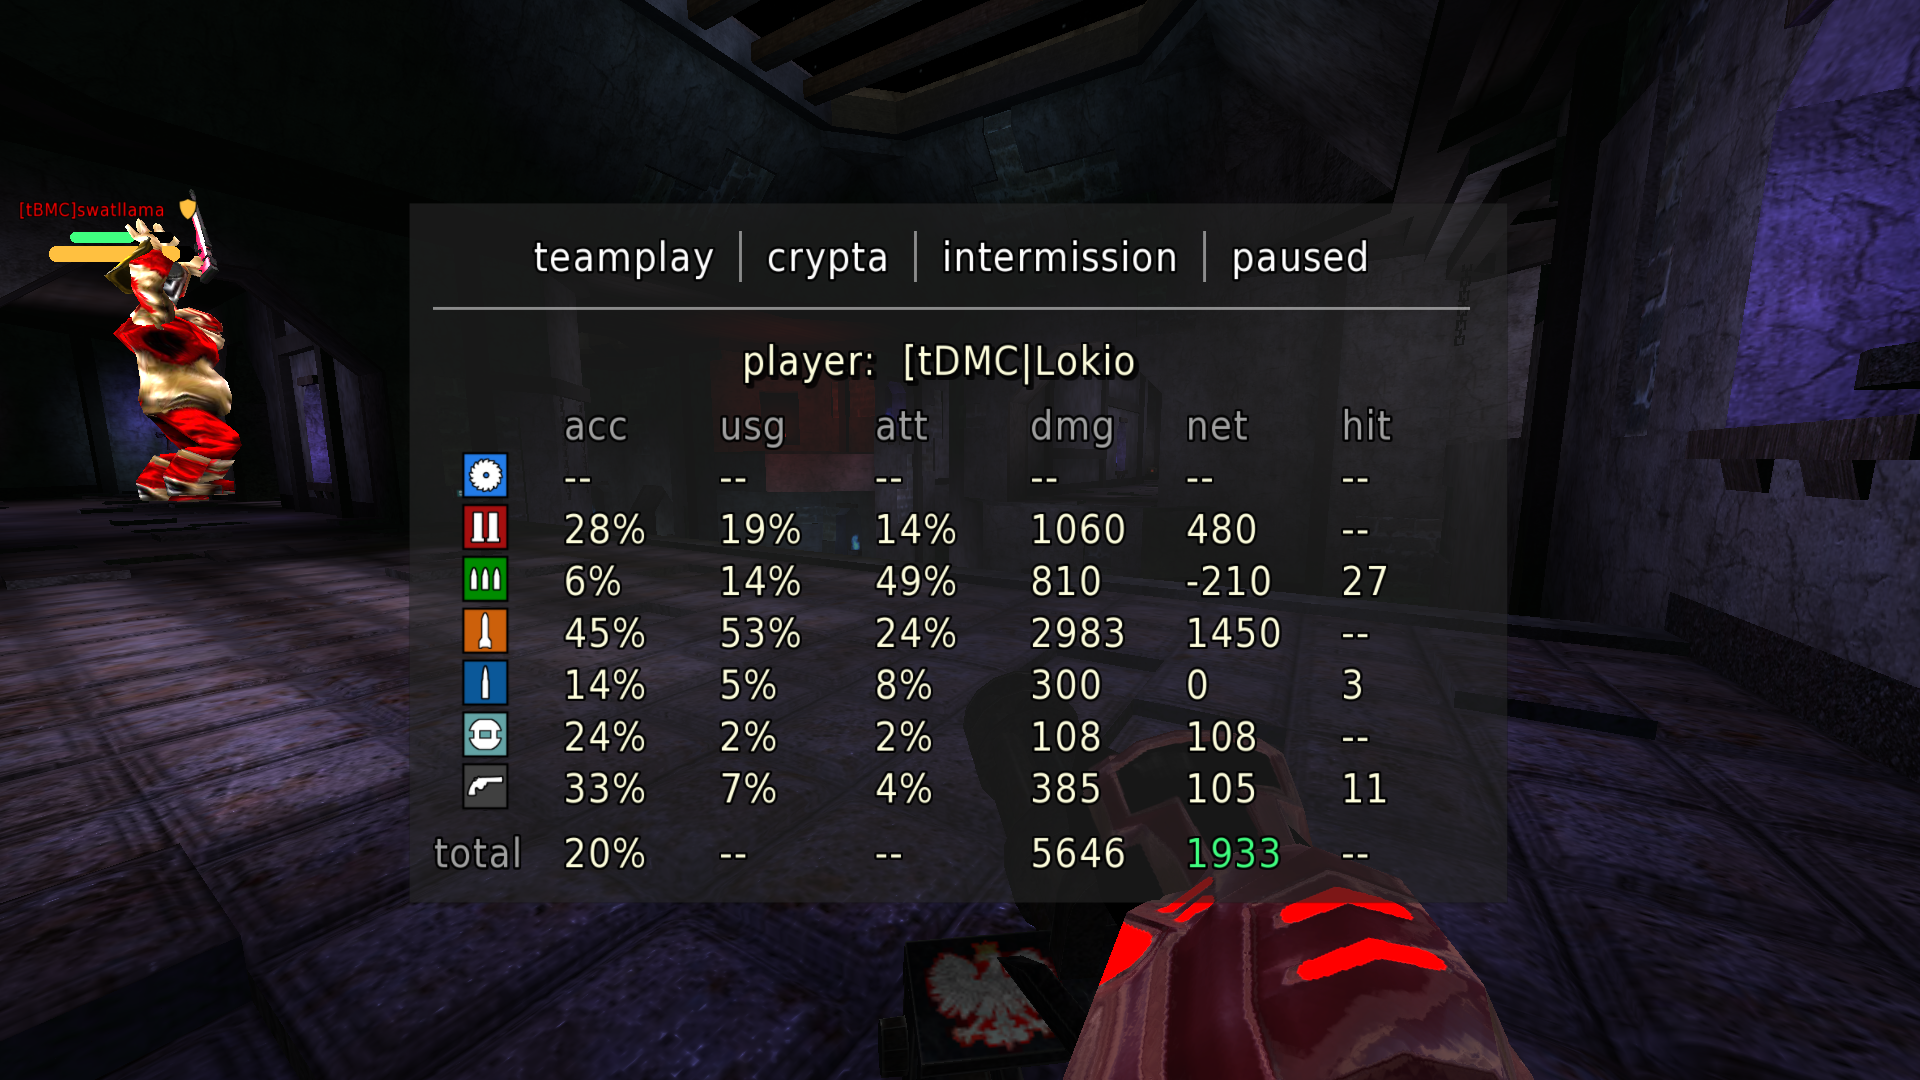 [tBMC]swatllama
teamplay | crypta | intermission | paused
player: [tDMC|Lokio
acc usg att dmg net hit
-- -- -- -- -- --
28% 19% 14% 1060 480 --
6% 14% 49% 810 -210 27
45% 53% 24% 2983 1450 --
14% 5% 8% 300 0 3
24% 2% 2% 108 108 --
33% 7% 4% 385 105 11
total 20% -- -- 5646 1933 --